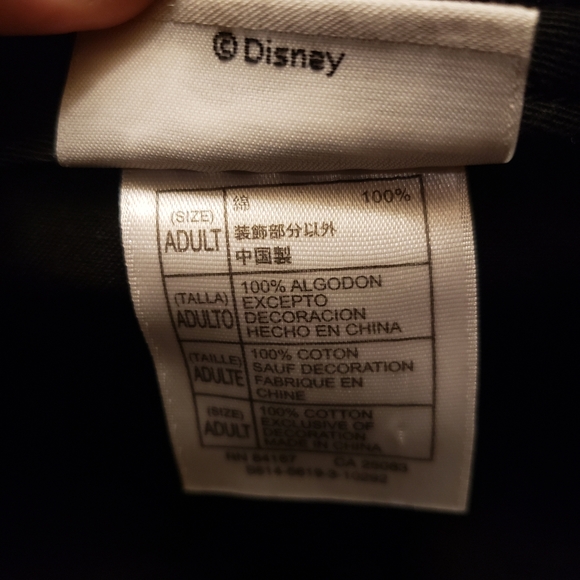 ©Disney
(SIZE)
ADULT
綿 100%
装飾部分以外
中国製
(TALLA)
ADULTO
100% ALGODON
EXCEPTO
DECORACION
HECHO EN CHINA
(TAILLE)
ADULTE
100% COTON
SAUF DECORATION
FABRIQUE EN
CHINE
(SIZE)
ADULT
100% COTTON
EXCLUSIVE OF
DECORATION
MADE IN CHINA
RN CA